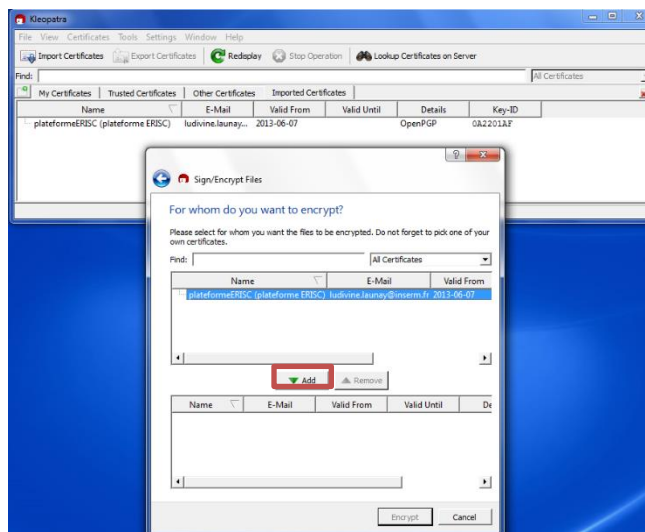 Kleopatra
File View Certificates Tools Settings Window Help
Import Certificates Export Certificates Redisplay Stop Operation Lookup Certificates on Server
Find: All Certificates
My Certificates Trusted Certificates Other Certificates Imported Certificates
Name E-Mail Valid From Valid Until Details Key-ID
plateformeERISC (plateforme ERISC) ludivine.launay... 2013-06-07 OpenPGP 0A2201AF
Sign/Encrypt Files
For whom do you want to encrypt?
Please select for whom you want the files to be encrypted. Do not forget to pick one of your
own certificates.
Find: All Certificates
Name E-Mail Valid From
plateformeERISC (plateforme ERISC) ludivine.launay@inserm.fr 2013-06-07
Add Remove
Name E-Mail Valid From Valid Until De
Encrypt Cancel